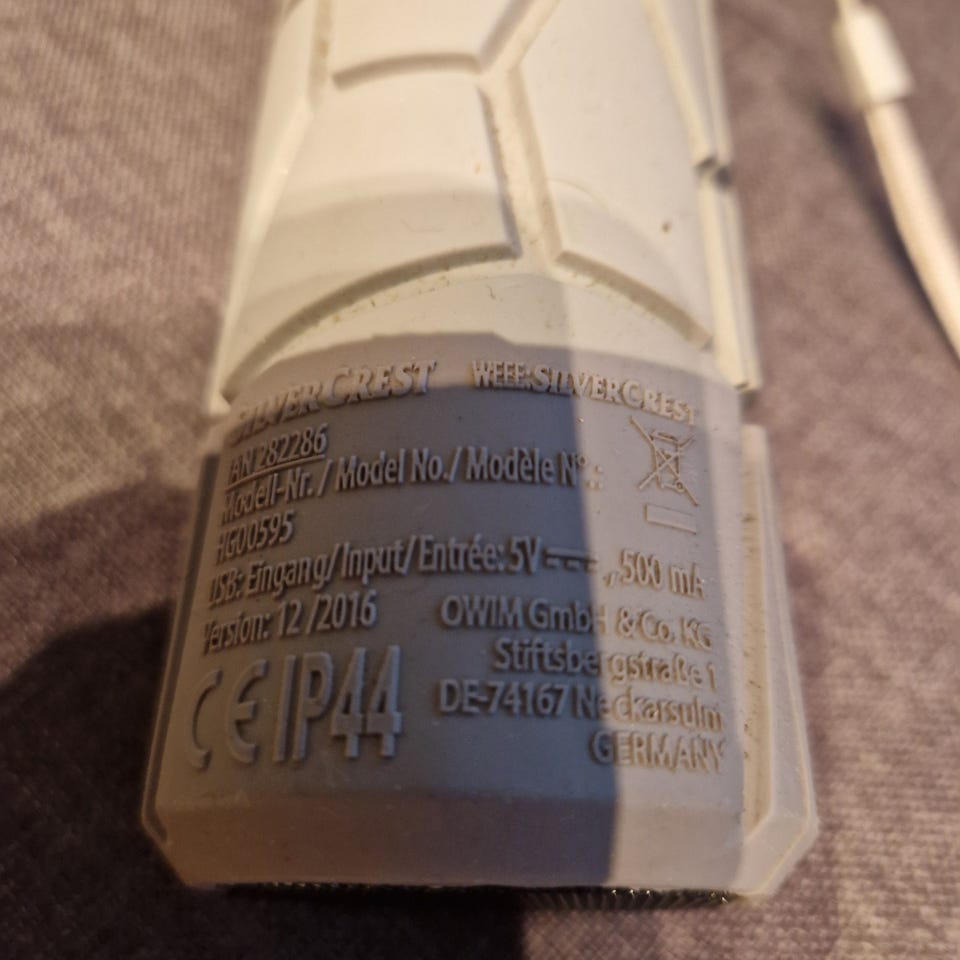 SILVERCREST WEEE:SILVERCREST
IAN 282286
Modell-Nr. / Model No./ Modèle N°.:
HG00595
USB: Eingang/ Input/ Entrée: 5V ⎓, 500 mA
Version: 12 /2016
CE IP44
OWIM GmbH & Co. KG
Stiftsbergstraße 1
DE-74167 Neckarsulm
GERMANY